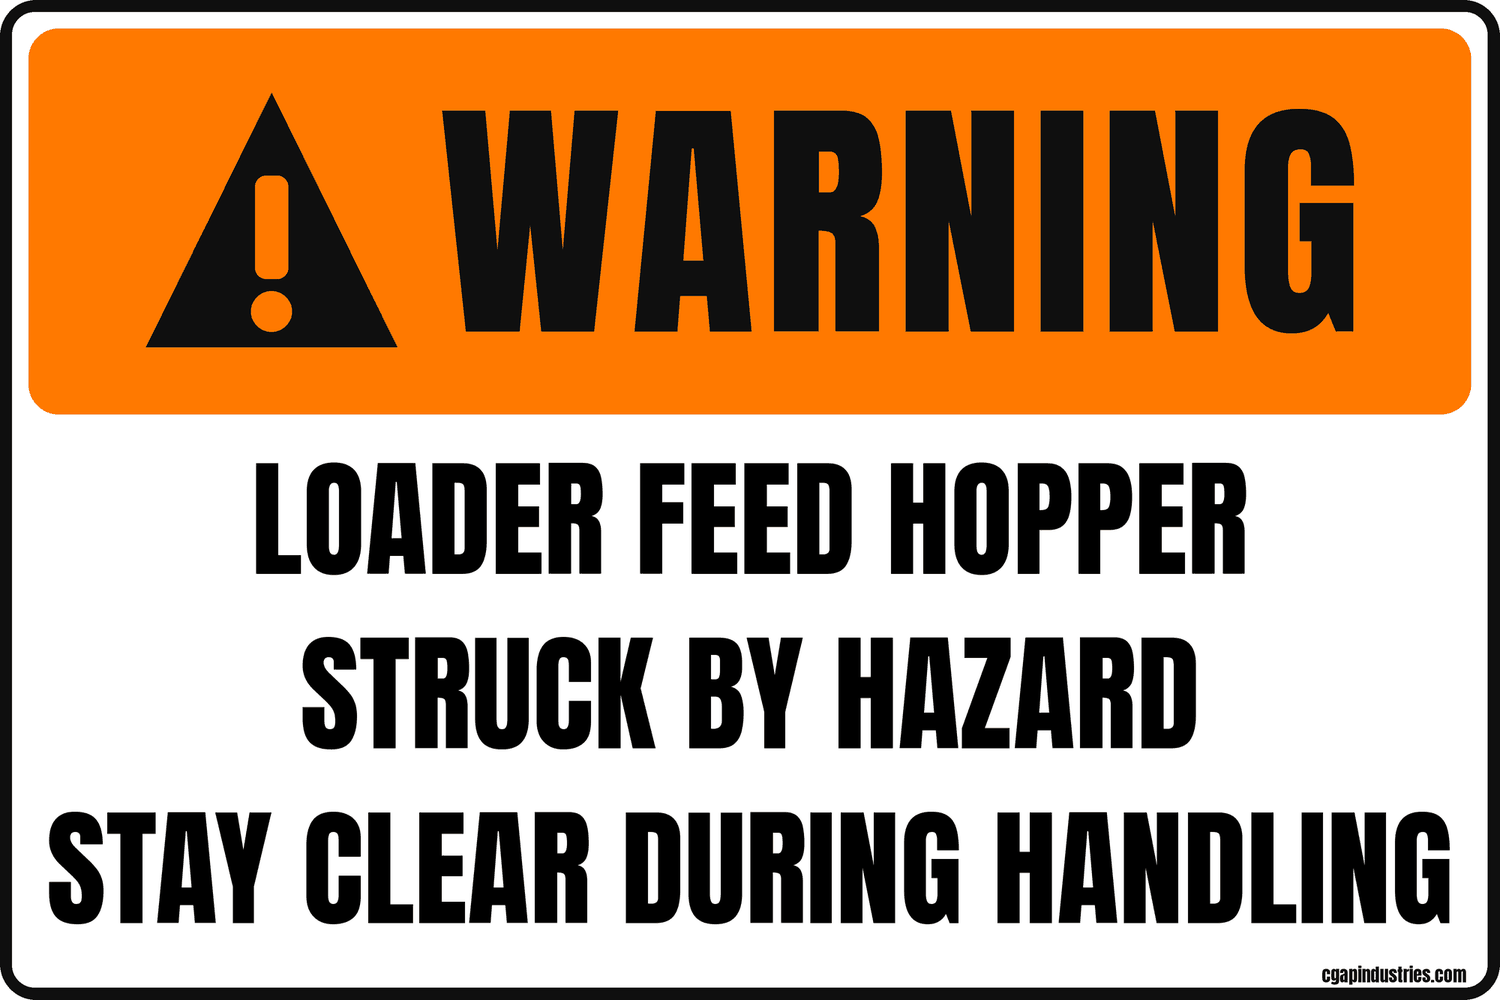 WARNING
LOADER FEED HOPPER
STRUCK BY HAZARD
STAY CLEAR DURING HANDLING
cgapindustries.com